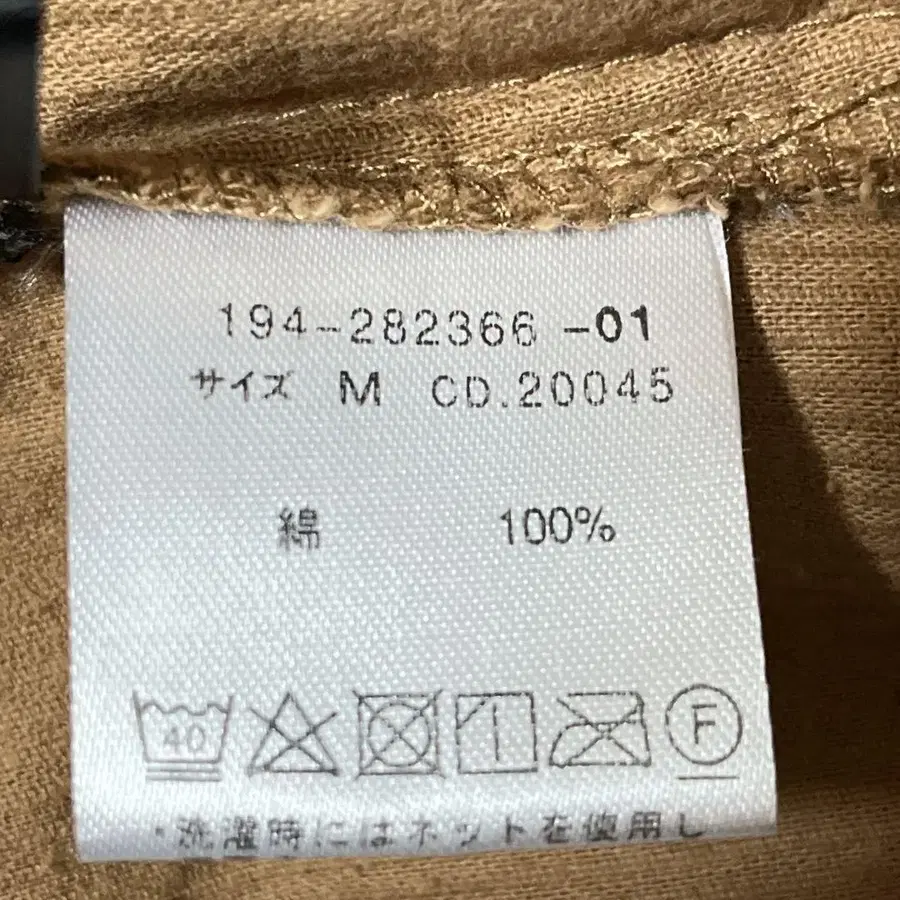 194-282366 -01
サイズ M CD.20045
綿 100%
40
F
・洗濯時にはネットを使用し